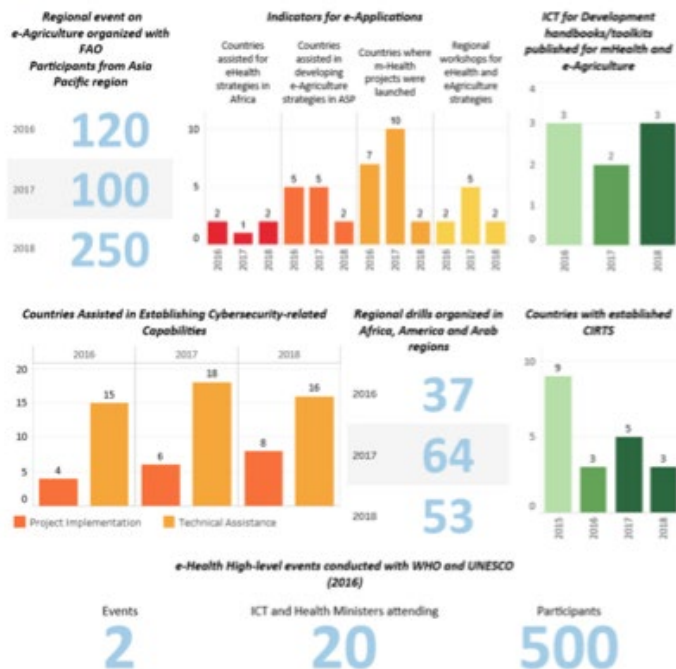 Regional event on
e-Agriculture organized with
FAO
Participants from Asia
Pacific region
2016 120
2017 100
2018 250
Indicators for e-Applications
Countries
assisted for
eHealth
strategies in
Africa
Countries
assisted in
developing
e-Agriculture
strategies in ASP
Countries where
m-Health
projects were
launched
Regional
workshops for
eHealth and
eAgriculture
strategies
10
5
0
2
1
2
5
5
2
7
10
2
2
5
2
2016
2017
2018
2016
2017
2018
2016
2017
2018
2016
2017
2018
ICT for Development
handbooks/toolkits
published for mHealth and
e-Agriculture
4
3
2
1
0
3
2
3
2016
2017
2018
Countries Assisted in Establishing Cybersecurity-related
Capabilities
2016 2017 2018
20
15
10
5
0
4
15
6
18
8
16
Project Implementation Technical Assistance
Regional drills organized in
Africa, America and Arab
regions
2016 37
2017 64
2018 53
Countries with established
CIRTS
10
5
0
9
3
5
3
2015
2016
2017
2018
e-Health High-level events conducted with WHO and UNESCO
(2016)
Events ICT and Health Ministers attending Participants
2 20 500